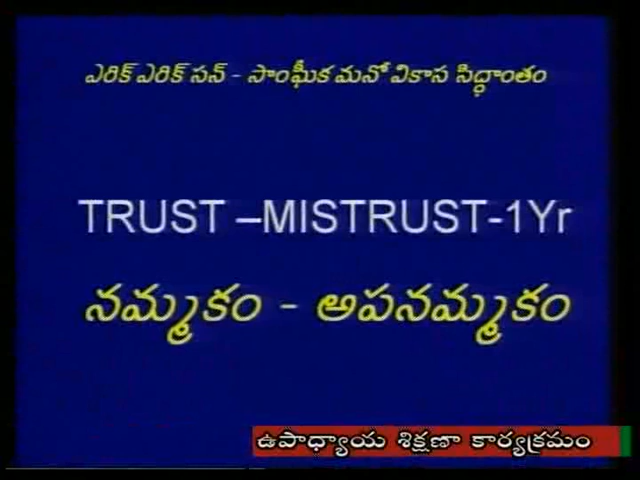 ఎరిక్ ఎరిక్ సన్ - సాంఘీక మనో వికాస సిద్ధాంతం
TRUST –MISTRUST-1Yr
నమ్మకం - అపనమ్మకం
ఉపాధ్యాయ శిక్షణా కార్యక్రమం